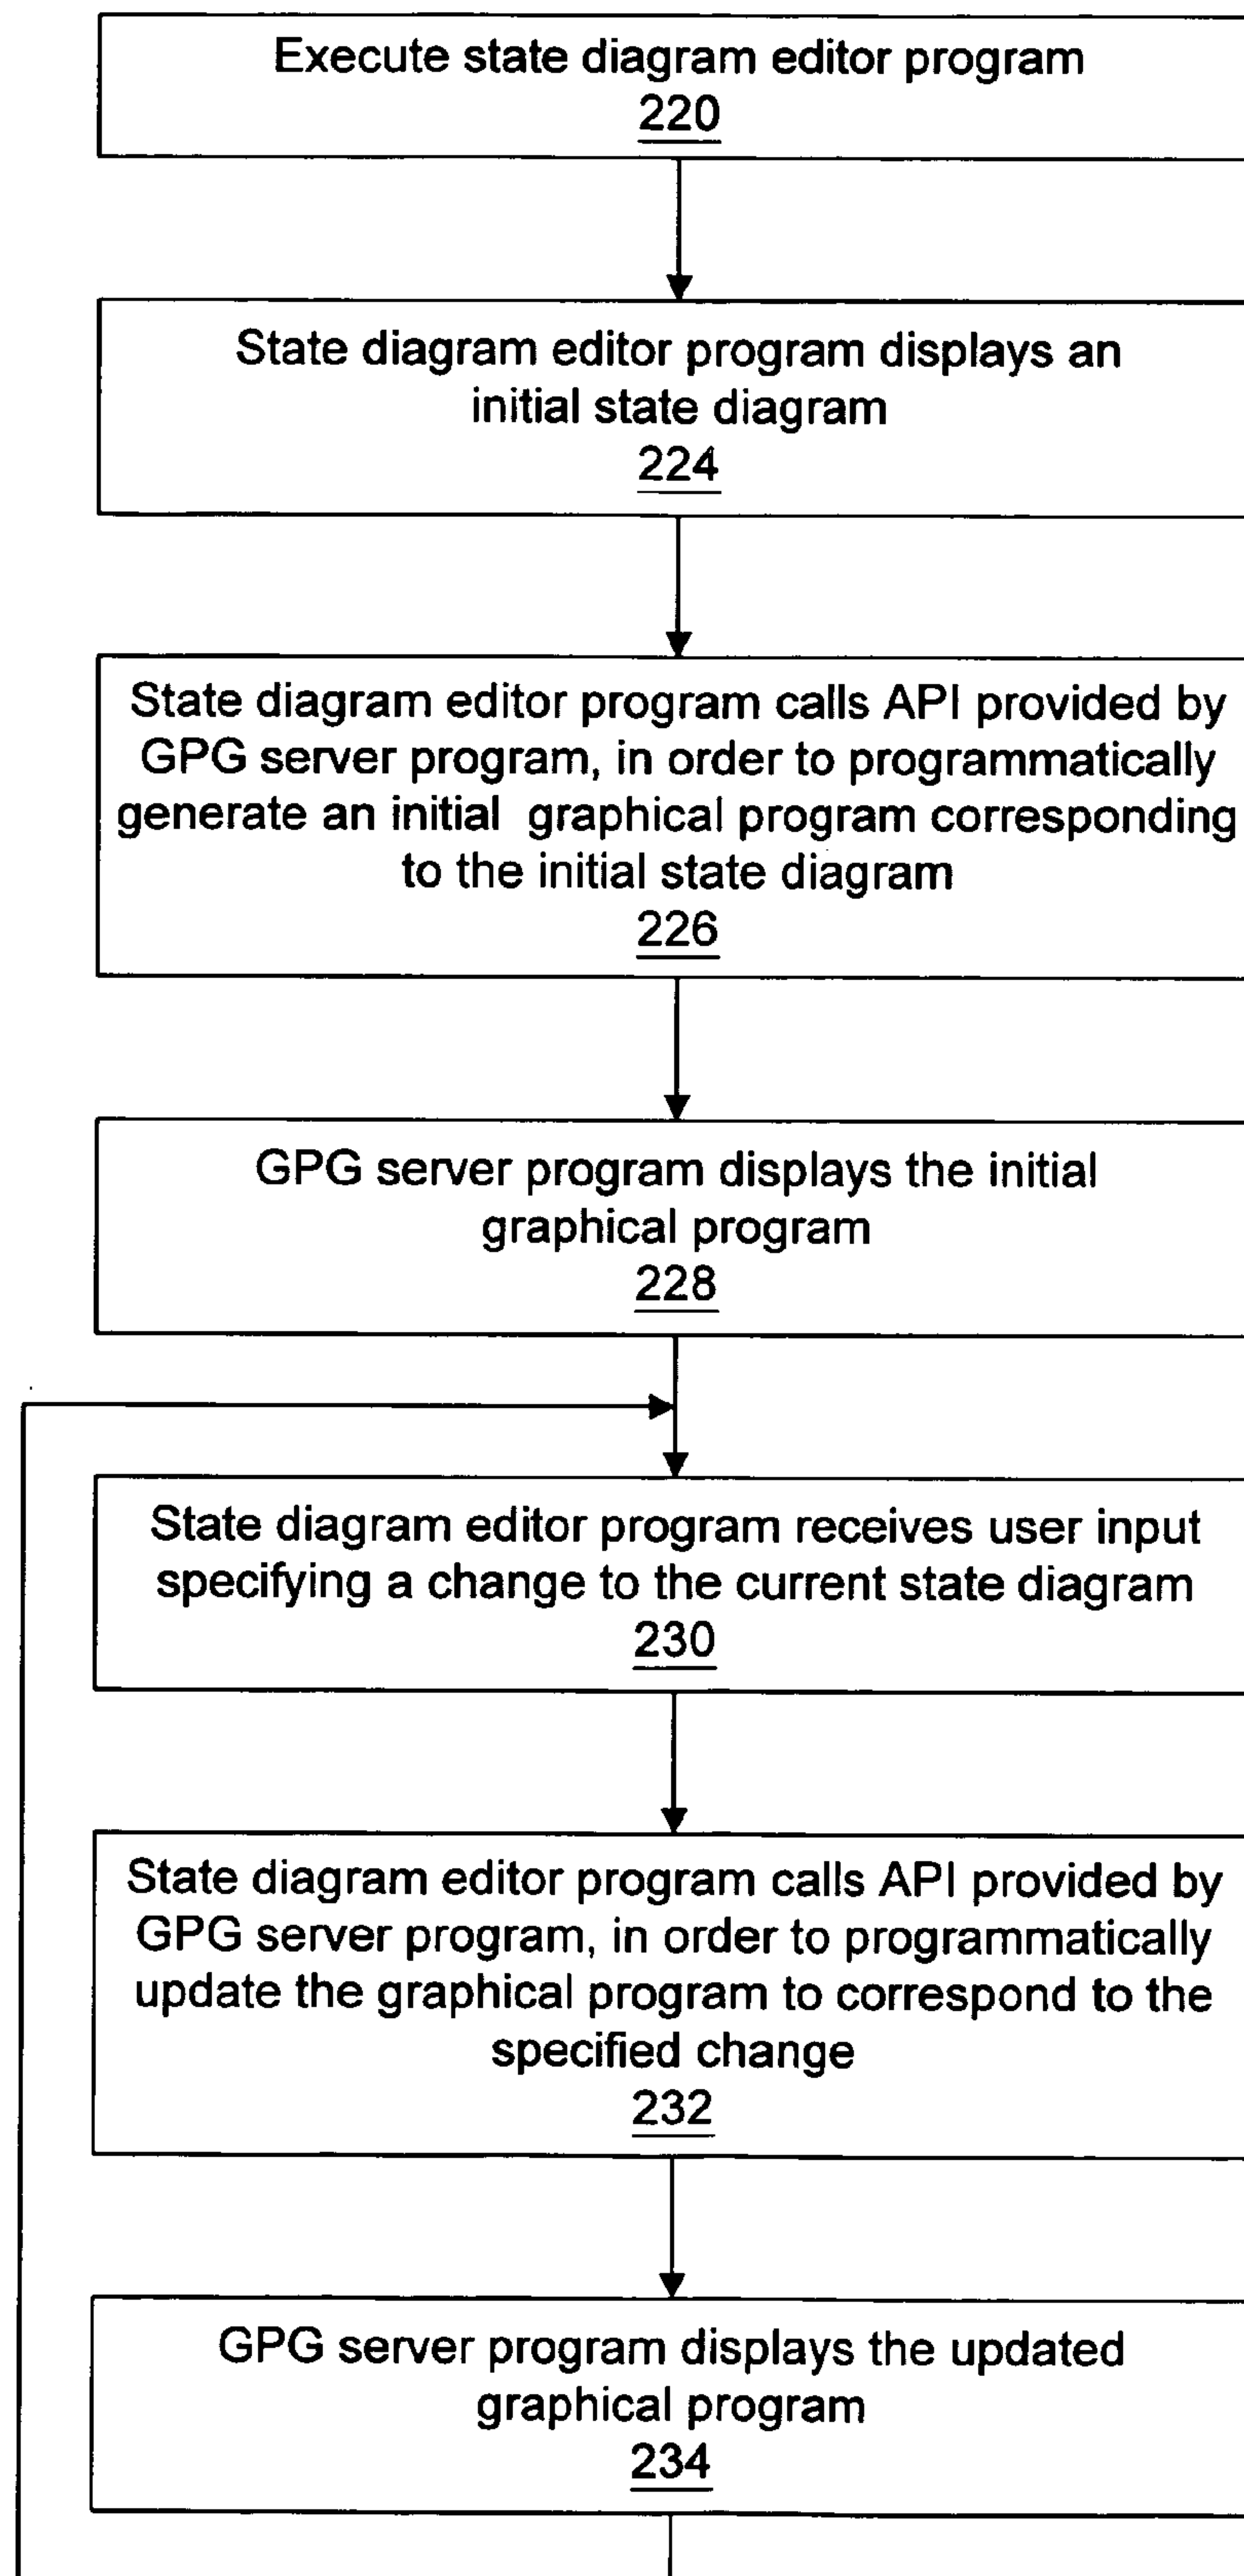 Execute state diagram editor program
220
State diagram editor program displays an
initial state diagram
224
State diagram editor program calls API provided by
GPG server program, in order to programmatically
generate an initial graphical program corresponding
to the initial state diagram
226
GPG server program displays the initial
graphical program
228
State diagram editor program receives user input
specifying a change to the current state diagram
230
State diagram editor program calls API provided by
GPG server program, in order to programmatically
update the graphical program to correspond to the
specified change
232
GPG server program displays the updated
graphical program
234